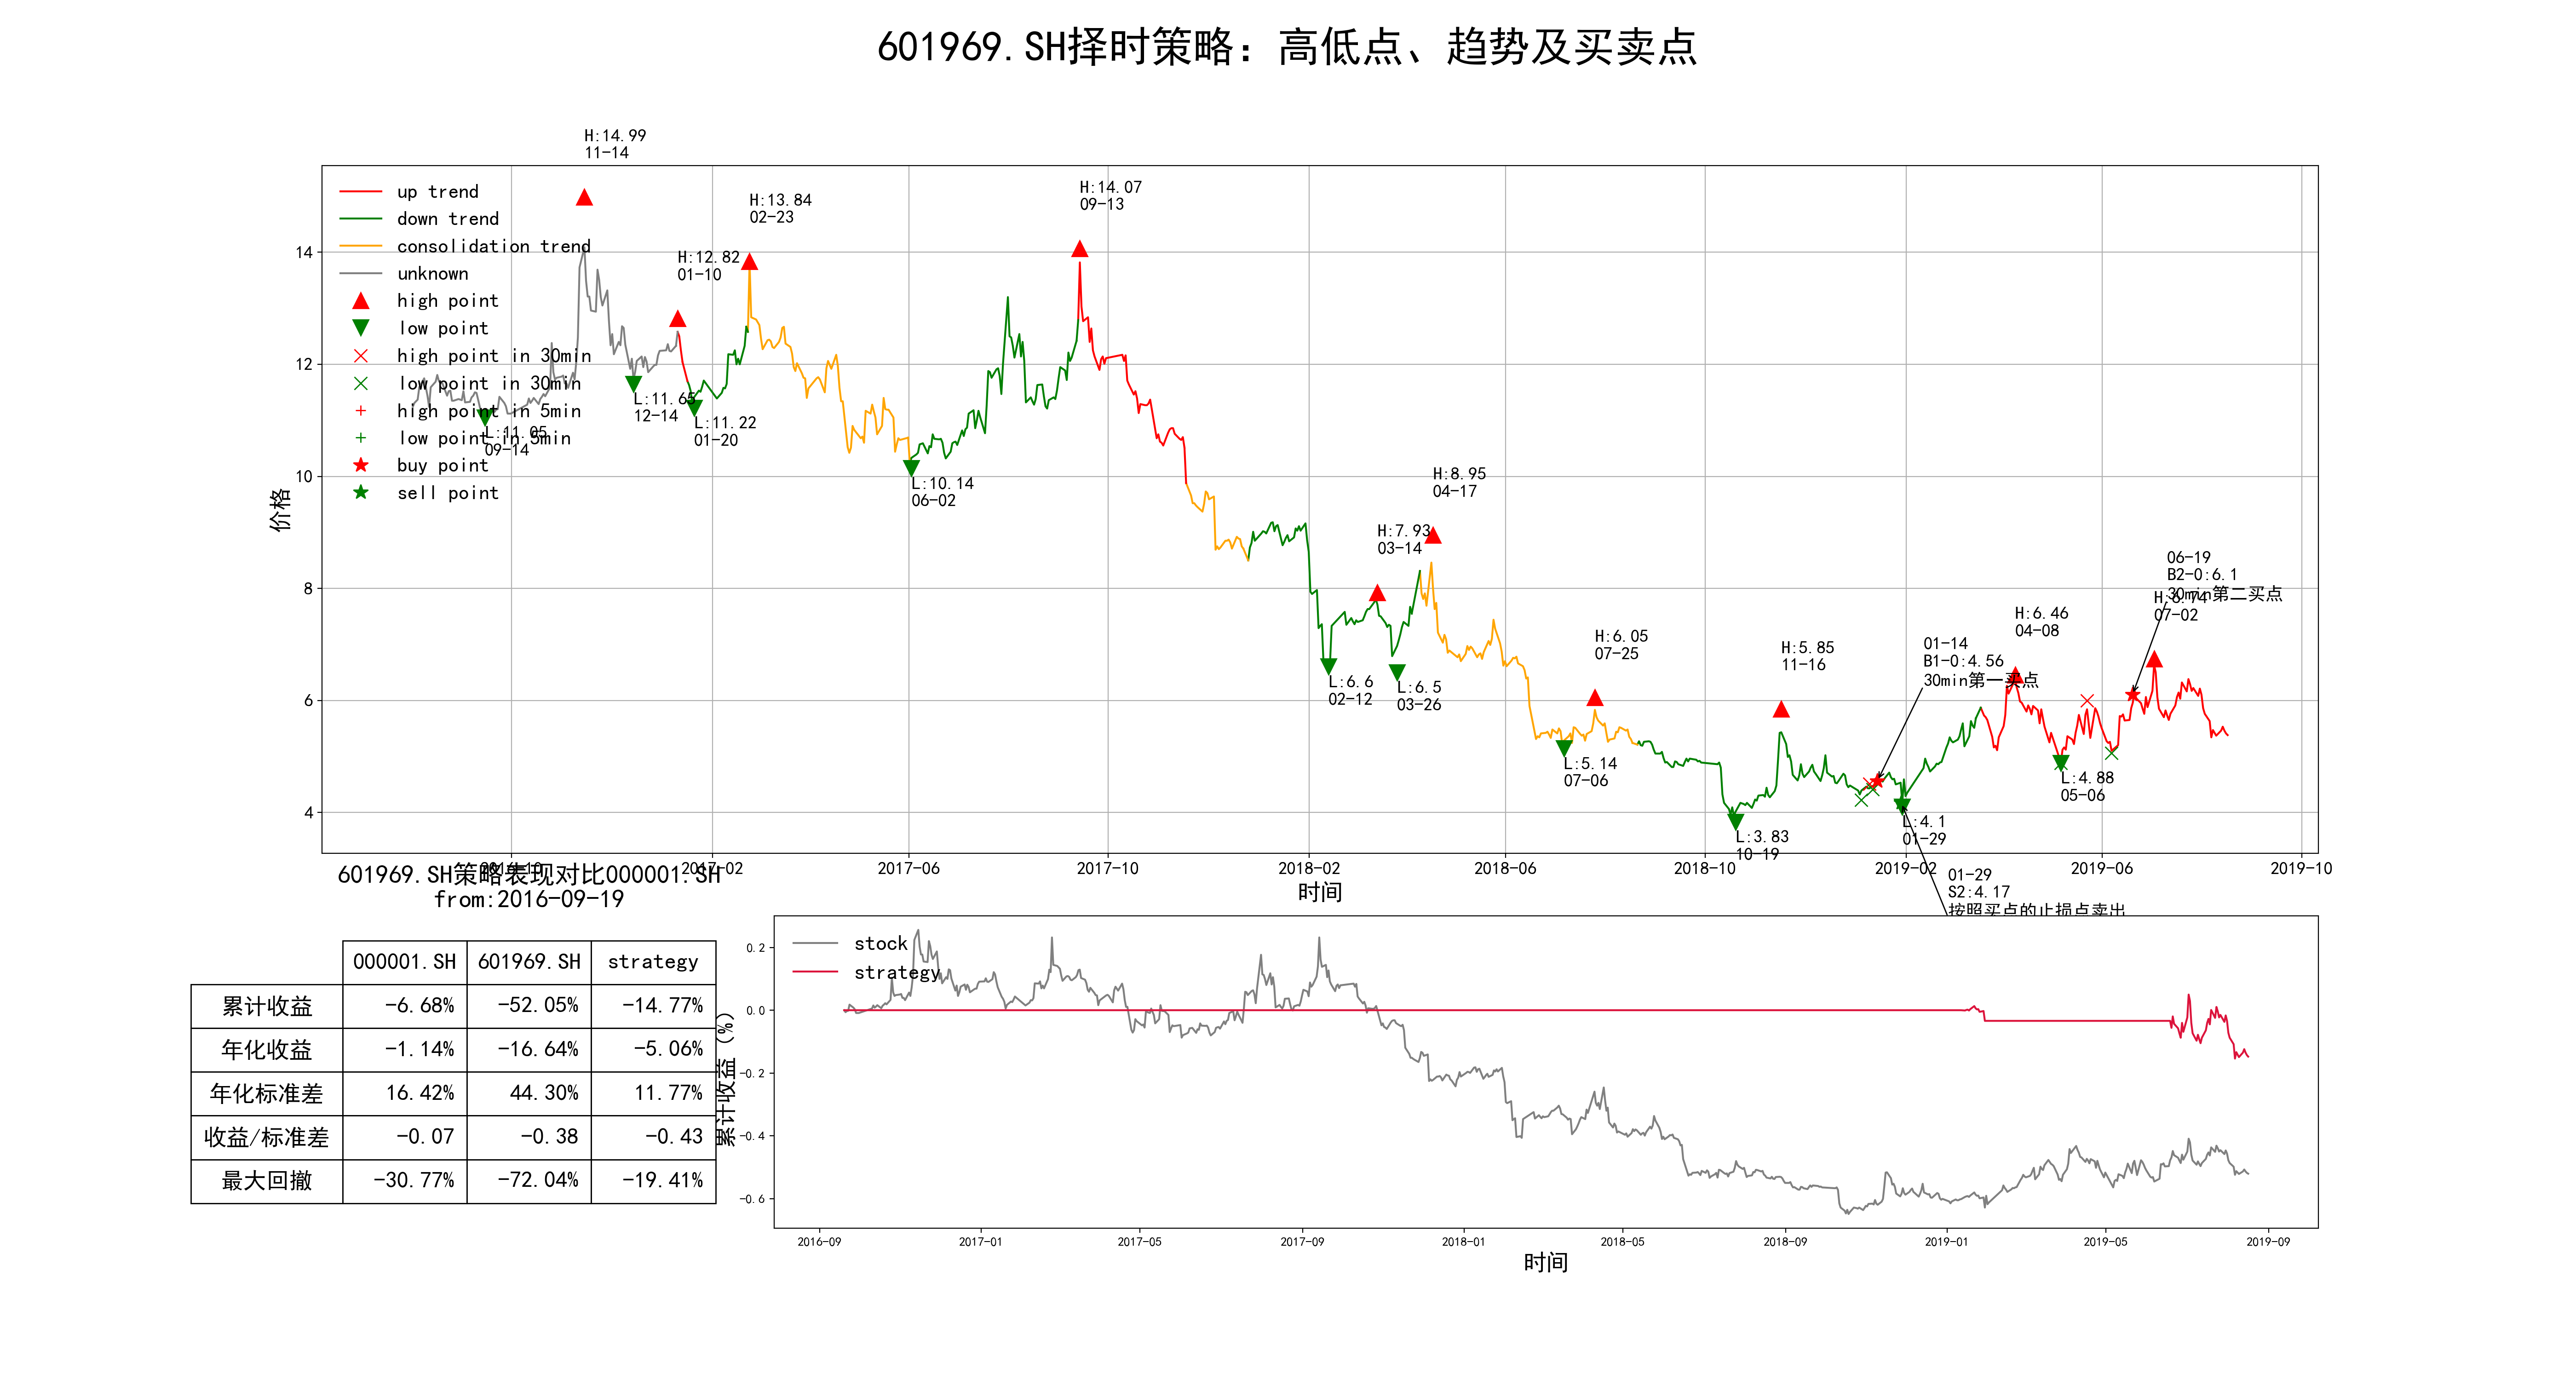 601969.SH择时策略：高低点、趋势及买卖点
H:14.99
11-14
H:13.84
02-23
H:14.07
09-13
H:12.82
01-10
up trend
down trend
consolidation trend
unknown
high point
low point
high point in 30min
low point in 30min
high point in 5min
low point in 5min
buy point
sell point
L:11.05
09-14
L:11.65
12-14
L:11.22
01-20
L:10.14
06-02
H:8.95
04-17
H:7.93
03-14
L:6.6
02-12
L:6.5
03-26
H:6.05
07-25
L:5.14
07-06
H:5.85
11-16
L:3.83
10-19
01-14
B1-0:4.56
30min第一买点
L:4.1
01-29
H:6.46
04-08
L:4.88
05-06
06-19
B2-0:6.1
30min第二买点
H:6.74
07-02
01-29
S2:4.17
按照买点的止损点卖出
14
12
10
8
6
4
价格
2016-10
2017-02
2017-06
2017-10
2018-02
2018-06
2018-10
2019-02
2019-06
2019-10
时间
601969.SH策略表现对比000001.SH
from:2016-09-19
000001.SH 601969.SH strategy
累计收益 -6.68% -52.05% -14.77%
年化收益 -1.14% -16.64% -5.06%
年化标准差 16.42% 44.30% 11.77%
收益/标准差 -0.07 -0.38 -0.43
最大回撤 -30.77% -72.04% -19.41%
stock
strategy
0.2
0.0
-0.2
-0.4
-0.6
累计收益（%）
2016-09
2017-01
2017-05
2017-09
2018-01
2018-05
2018-09
2019-01
2019-05
2019-09
时间